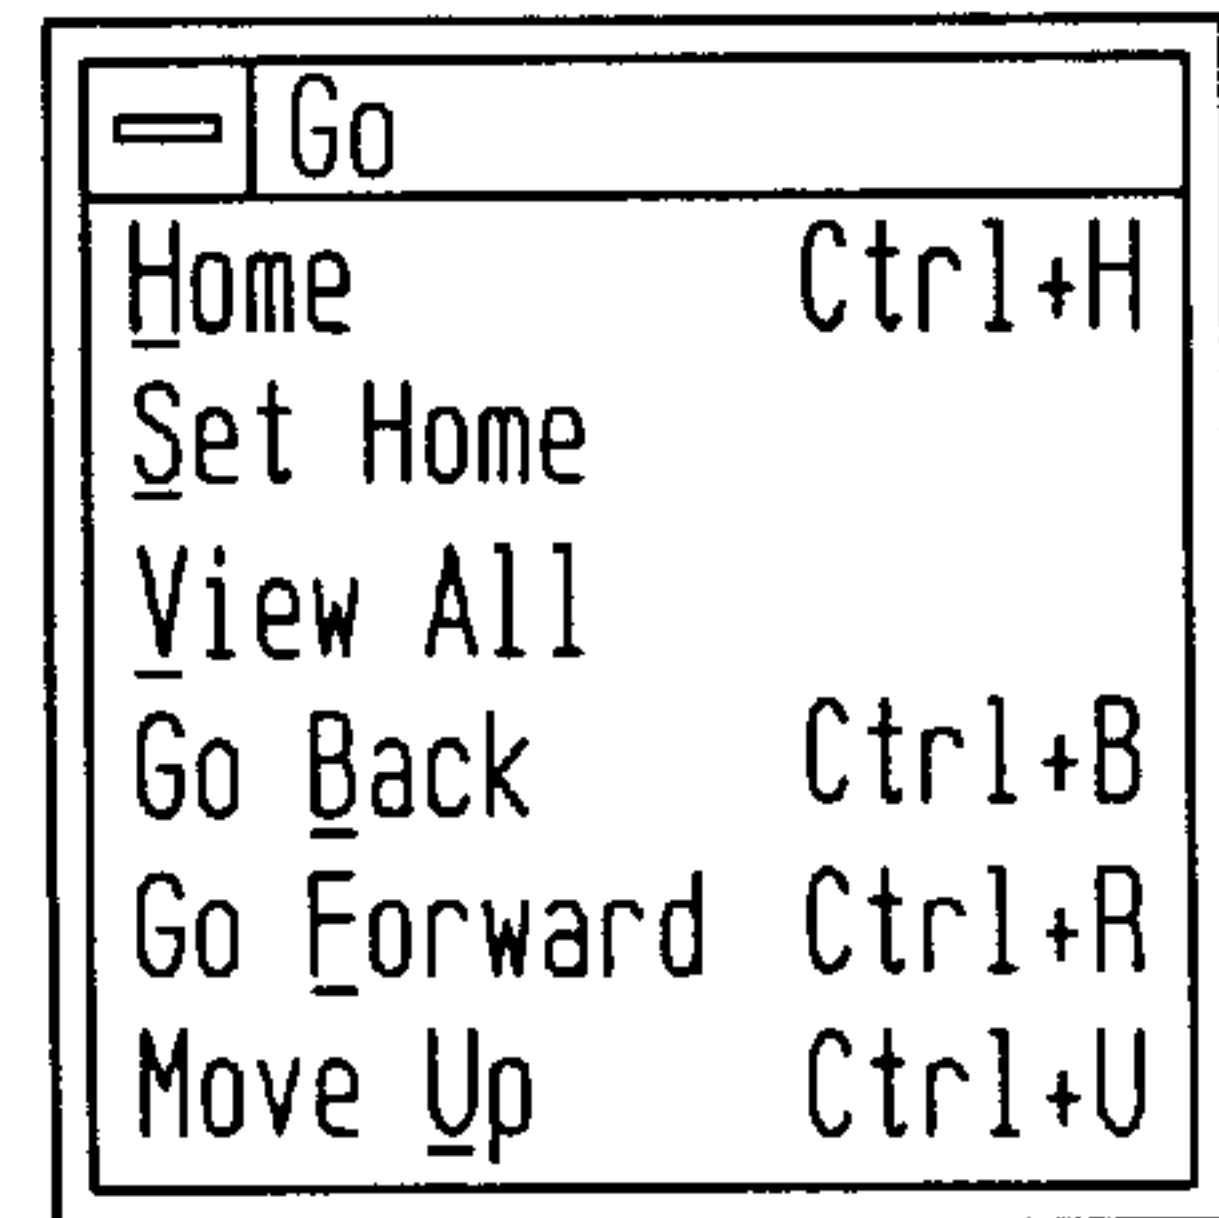 Go
Home Ctrl+H
Set Home
View All
Go Back Ctrl+B
Go Forward Ctrl+R
Move Up Ctrl+U